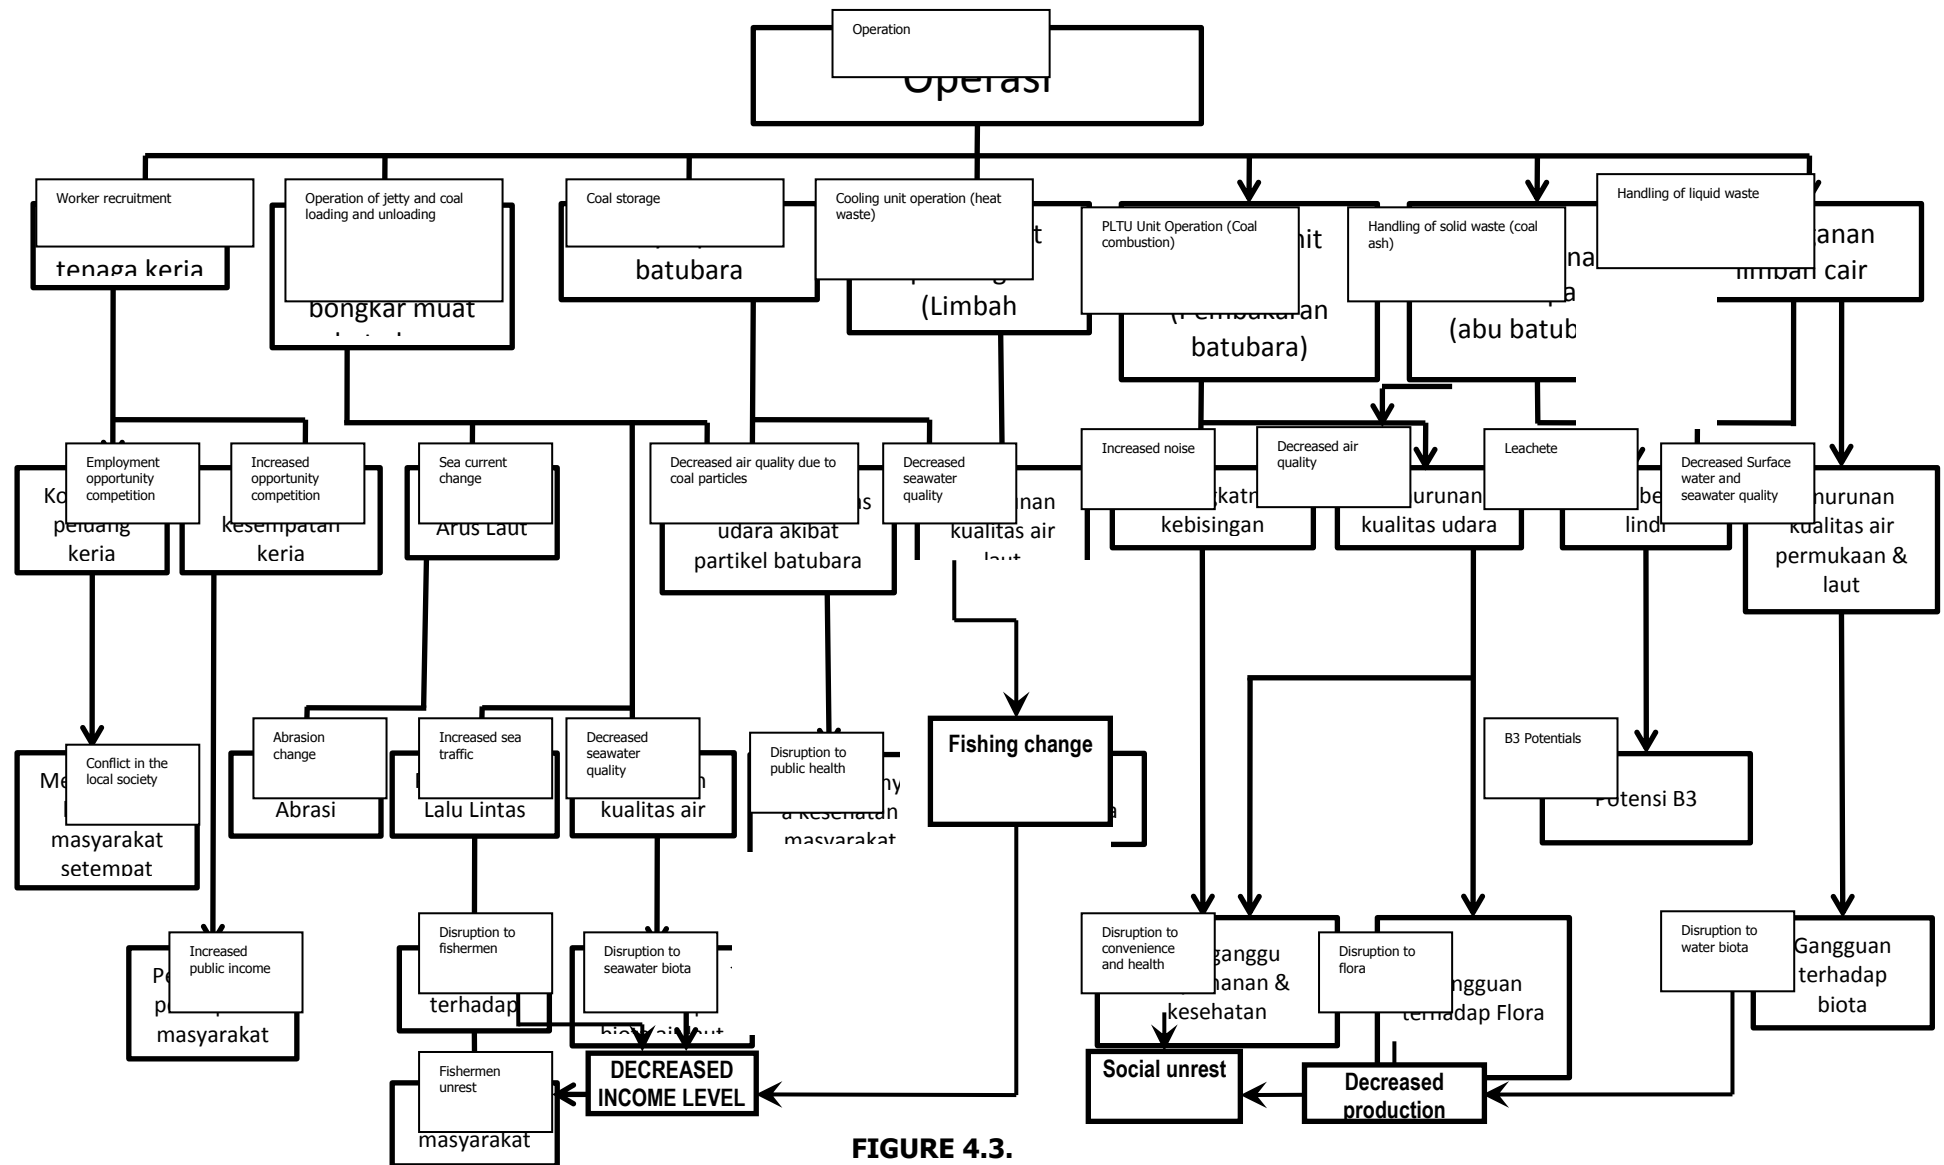 Operation
Operasi
Worker recruitment
tenaga kerja
Operation of jetty and coal
loading and unloading
bongkar muat
Coal storage
batubara
Cooling unit operation (heat
waste)
(Limbah
PLTU Unit Operation (Coal
combustion)
(Pembakaran
batubara)
Handling of solid waste (coal
ash)
(abu batub
Handling of liquid waste
limbah cair
Employment
opportunity
competition
peluang
kerja
Increased
opportunity
competition
kesempatan
kerja
Sea current
change
Arus Laut
Decreased air quality due to
coal particles
udara akibat
partikel batubara
Decreased
seawater
quality
kualitas air
laut
Increased noise
kebisingan
Decreased air
quality
kualitas udara
Leachete
lindi
Decreased Surface
water and
seawater quality
kualitas air
permukaan &
laut
Conflict in the
local society
masyarakat
setempat
Abrasion
change
Abrasi
Increased sea
traffic
Lalu Lintas
Decreased
seawater
quality
kualitas air
Disruption to
public health
a kesehatan
masyarakat
Fishing change
B3 Potentials
Potensi B3
Increased
public income
masyarakat
Disruption to
fishermen
terhadap
Disruption to
seawater biota
biota air laut
Disruption to
convenience
and health
kesehatan
Disruption to
flora
terhadap Flora
Disruption to
water biota
Gangguan
terhadap
biota
Fishermen
unrest
masyarakat
DECREASED
INCOME LEVEL
Social unrest
Decreased
production
FIGURE 4.3.